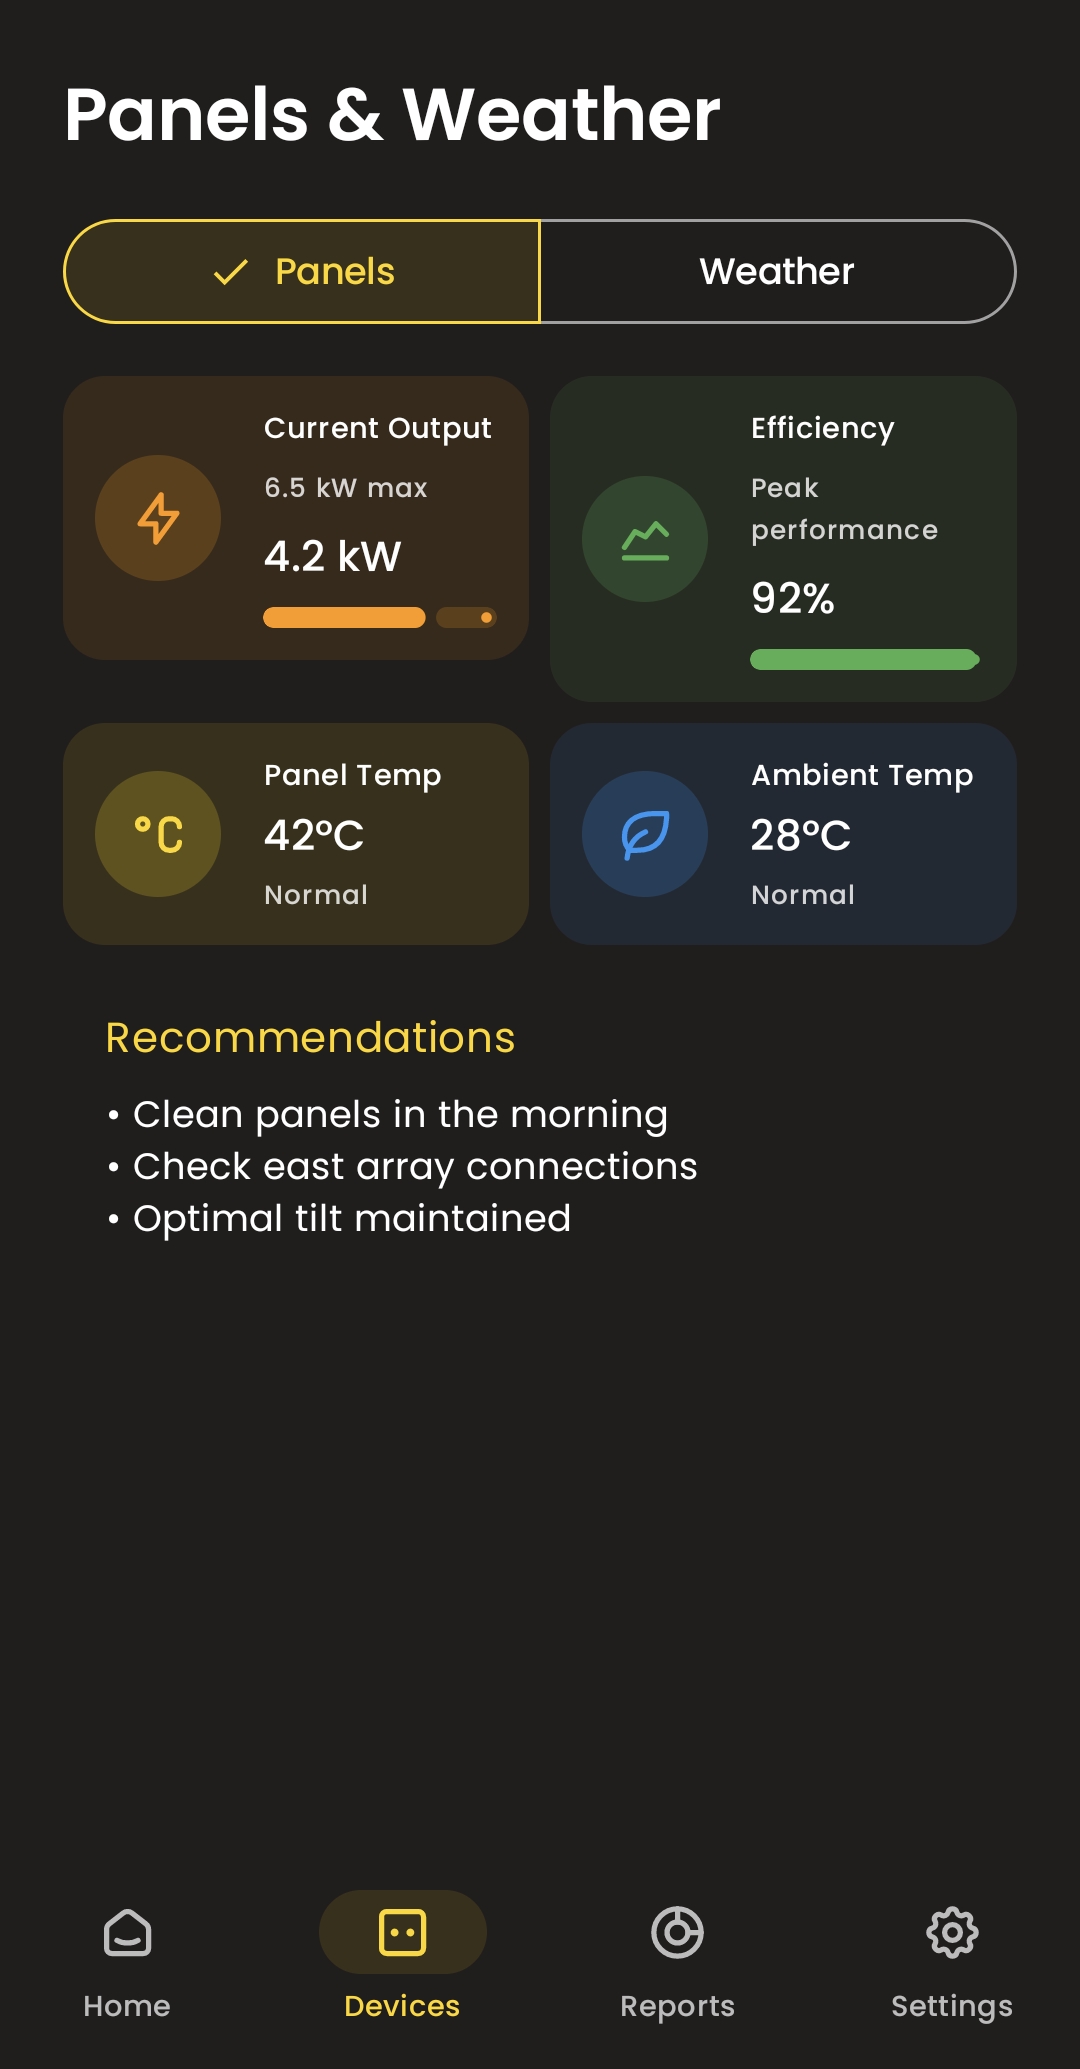 Panels & Weather
Panels
Weather
Current Output
6.5 kW max
4.2 kW
Efficiency
Peak
performance
92%
°C
Panel Temp
42°C
Normal
Ambient Temp
28°C
Normal
Recommendations
• Clean panels in the morning
• Check east array connections
• Optimal tilt maintained
Home
Devices
Reports
Settings